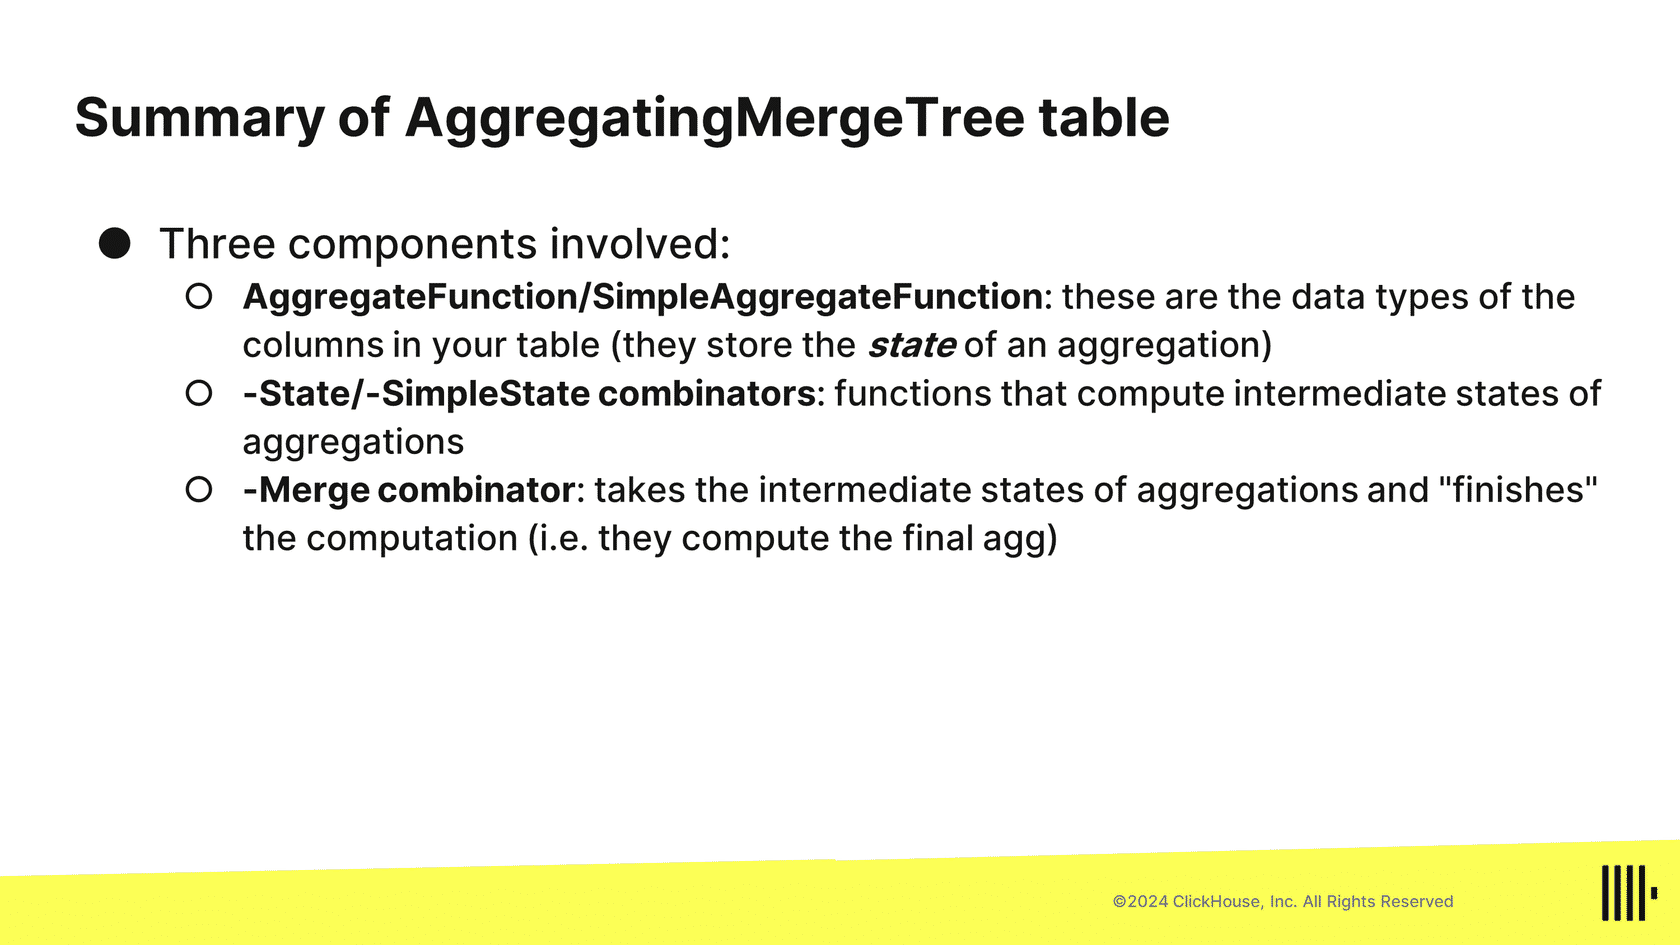 Summary of AggregatingMergeTree table
● Three components involved:
○ AggregateFunction/SimpleAggregateFunction: these are the data types of the
columns in your table (they store the state of an aggregation)
○ -State/-SimpleState combinators: functions that compute intermediate states of
aggregations
○ -Merge combinator: takes the intermediate states of aggregations and "finishes"
the computation (i.e. they compute the final agg)
©2024 ClickHouse, Inc. All Rights Reserved